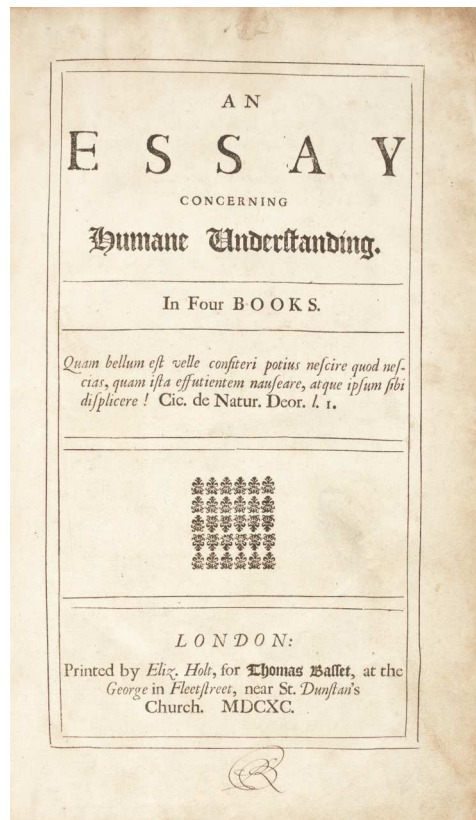 AN
ESSAY
CONCERNING
Humane Underſtanding.
In Four BOOKS.
Quam bellum eſt velle confiteri potius neſcire quod neſ-
cias, quam iſta effutientem nauſeare, atque ipſum ſibi
diſplicere ! Cic. de Natur. Deor. l. 1.
LONDON:
Printed by Eliz. Holt, for Thomas Baſſet, at the
George in Fleetſtreet, near St. Dunſtan's
Church. MDCXC.